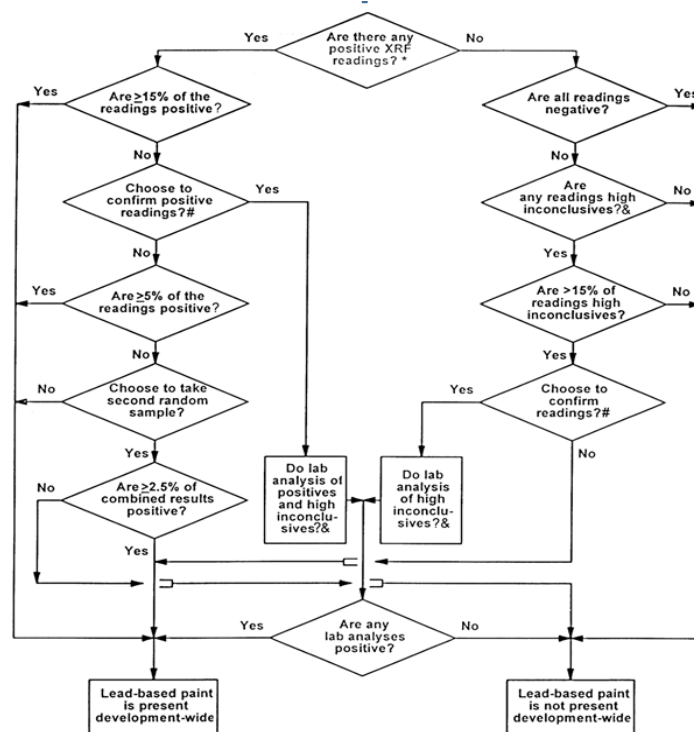 Are there any
positive XRF
readings? *
Yes
No
Are ≥15% of the
readings positive?
Yes
No
Are all readings
negative?
Yes
No
Choose to
confirm positive
readings?#
Yes
No
Are
any readings high
inconclusives?&
No
Yes
Are ≥5% of the
readings positive?
Yes
No
Are >15% of
readings high
inconclusives?
No
Yes
Choose to take
second random
sample?
No
Yes
Choose to
confirm
readings?#
Yes
No
Are ≥2.5% of
combined results
positive?
No
Yes
Do lab
analysis of
positives
and high
inconclu-
sives?&
Do lab
analysis
of high
inconclu-
sives?&
Are any
lab analyses
positive?
Yes
No
Lead-based paint
is present
development-wide
Lead-based paint
is not present
development-wide